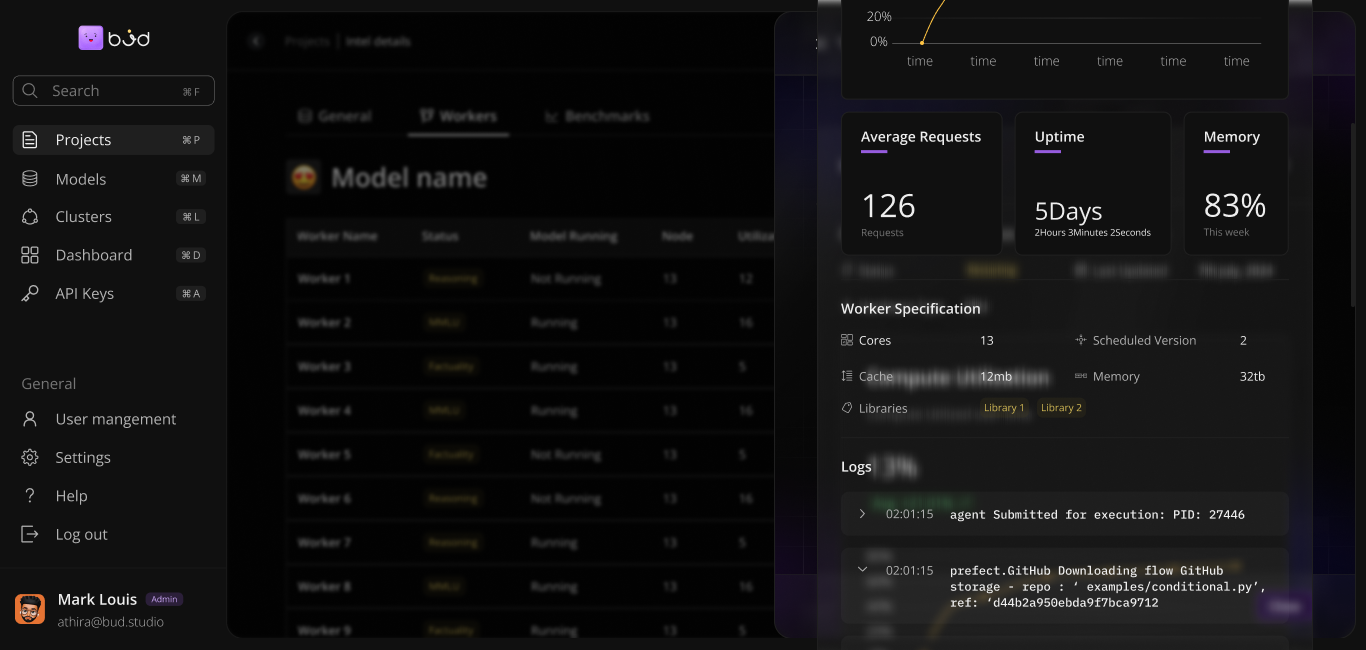 bud
Search ⌘ F
Projects ⌘ P
Models ⌘ M
Clusters ⌘ L
Dashboard ⌘ D
API Keys ⌘ A
General
User mangement
Settings
Help
Log out
Mark Louis Admin
athira@bud.studio
Projects | Intel details
General Workers Benchmarks
Model name
Worker Name Status Model Running Node
Worker 1 Reasoning Not Running 13 12
Worker 2 MMLU Running 13 16
Worker 3 Factuality Running 13 5
Worker 4 MMLU Running 13 16
Worker 5 Factuality Not Running 13 5
Worker 6 Reasoning Not Running 13 16
Worker 7 Reasoning Running 13 5
Worker 8 MMLU Running 13 16
Worker 9 Factuality Running 13 5
20%
0%
time time time time time time
Average Requests Uptime Memory
126 5Days 83%
Requests 2Hours 3Minutes 2Seconds This week
Status Last Updated
Worker Specification
Cores 13 Scheduled Version 2
Cache 12mb Memory 32tb
Compute Utilization
Libraries Library 1 Library 2
Logs
13%
02:01:15 agent Submitted for execution: PID: 27446
02:01:15 prefect.GitHub Downloading flow GitHub
storage - repo : ‘ examples/conditional.py’,
ref: ‘d44b2a950ebda9f7bca9712
Close